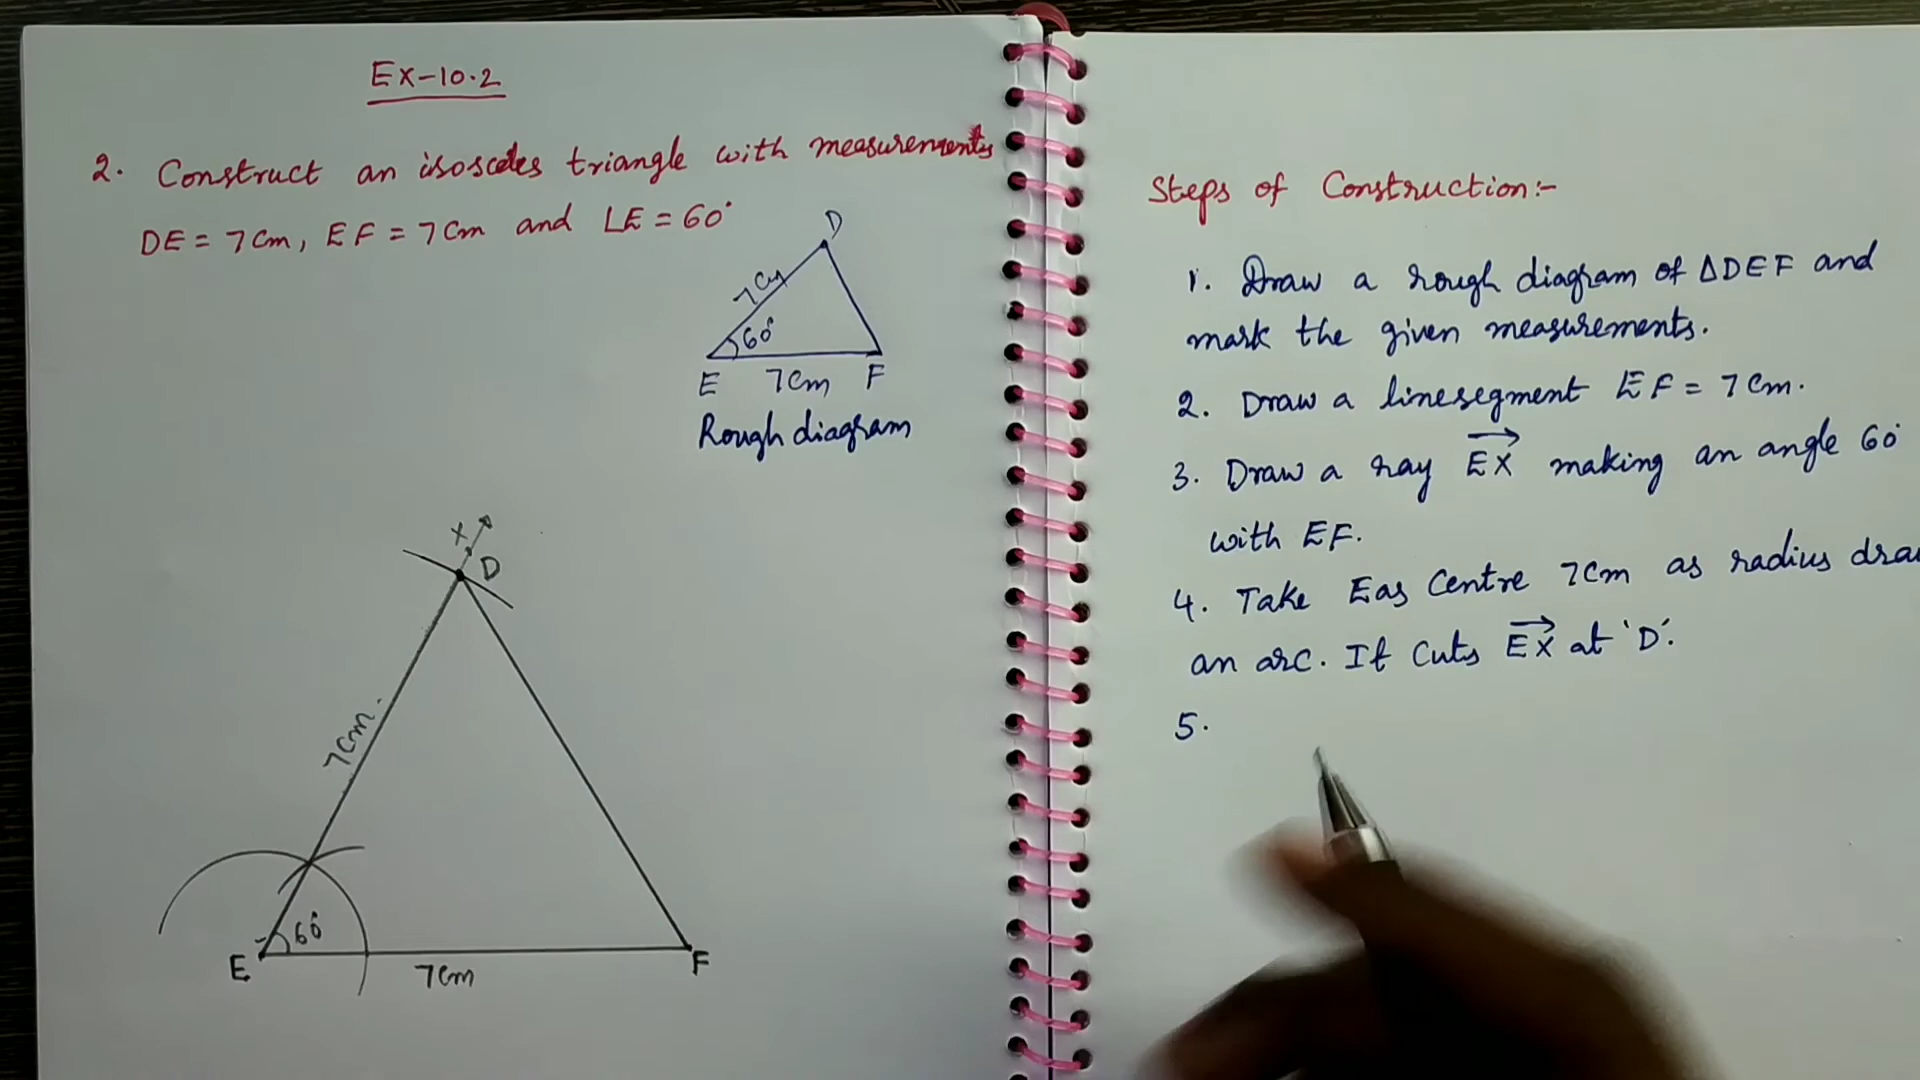 Ex-10.2
2. Construct an isosceles triangle with measurements
DE = 7cm, EF = 7cm and ∠E = 60°
D
7cm
60°
E 7cm F
Rough diagram
X
D
7cm.
60°
E F
7cm
Steps of Construction:-
1. Draw a rough diagram of ΔDEF and
mark the given measurements.
2. Draw a linesegment EF = 7cm.
3. Draw a ray EX making an angle 60°
with EF.
4. Take E as Centre 7cm as radius dra
an arc. It cuts EX at 'D'.
5.